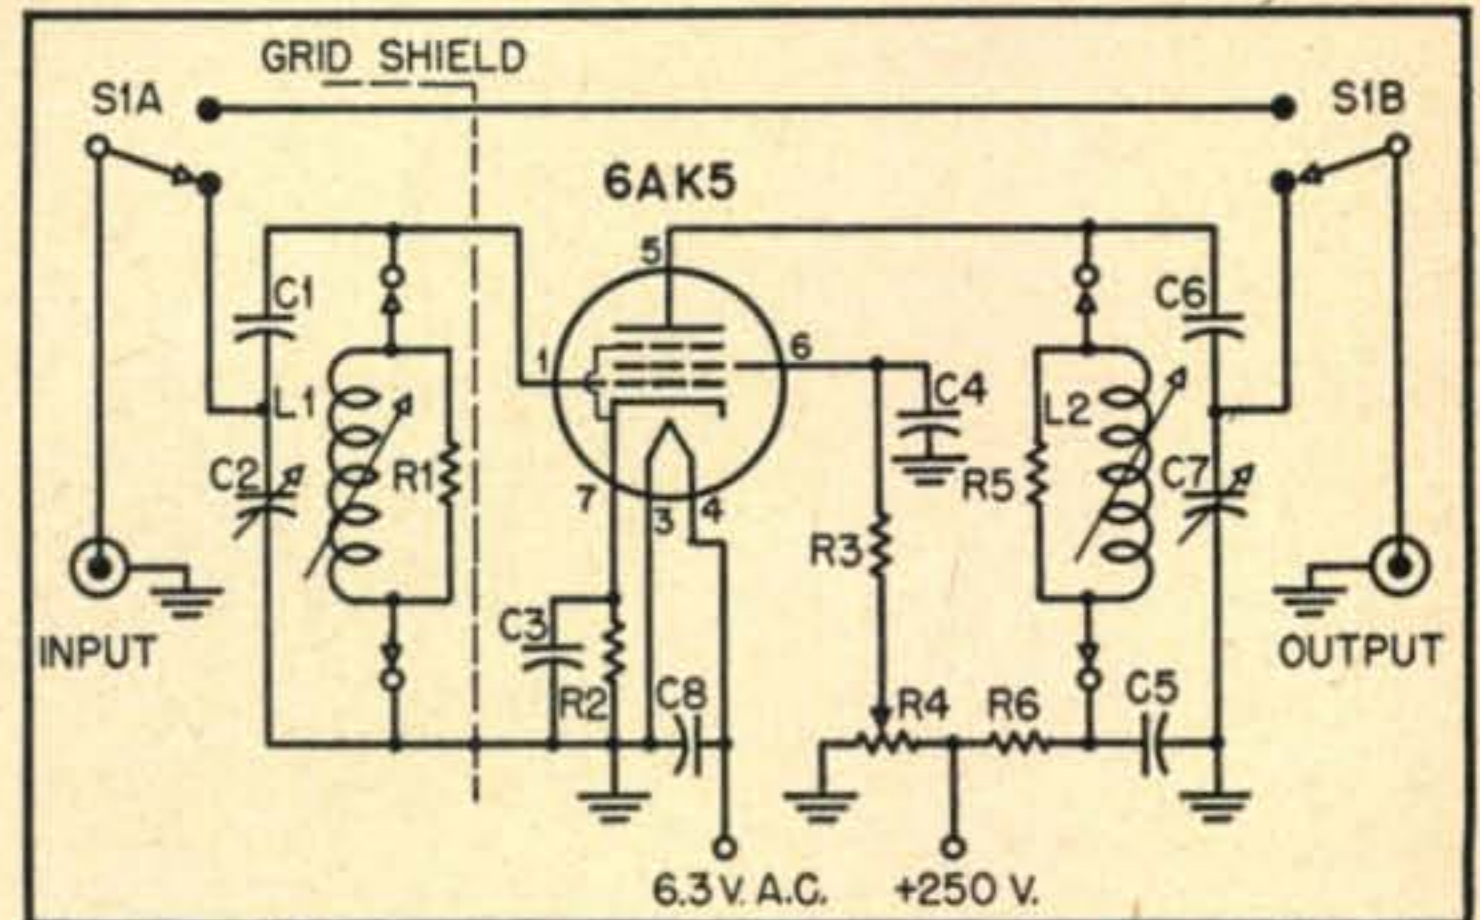 GRID SHIELD
S1A
S1B
6AK5
5
C1
C6
1
6
L1
C4
L2
C2
R1
R5
C7
7
3
4
R3
C3
R2
C8
R4
R6
C5
INPUT
OUTPUT
6.3 V. A.C.
+250 V.